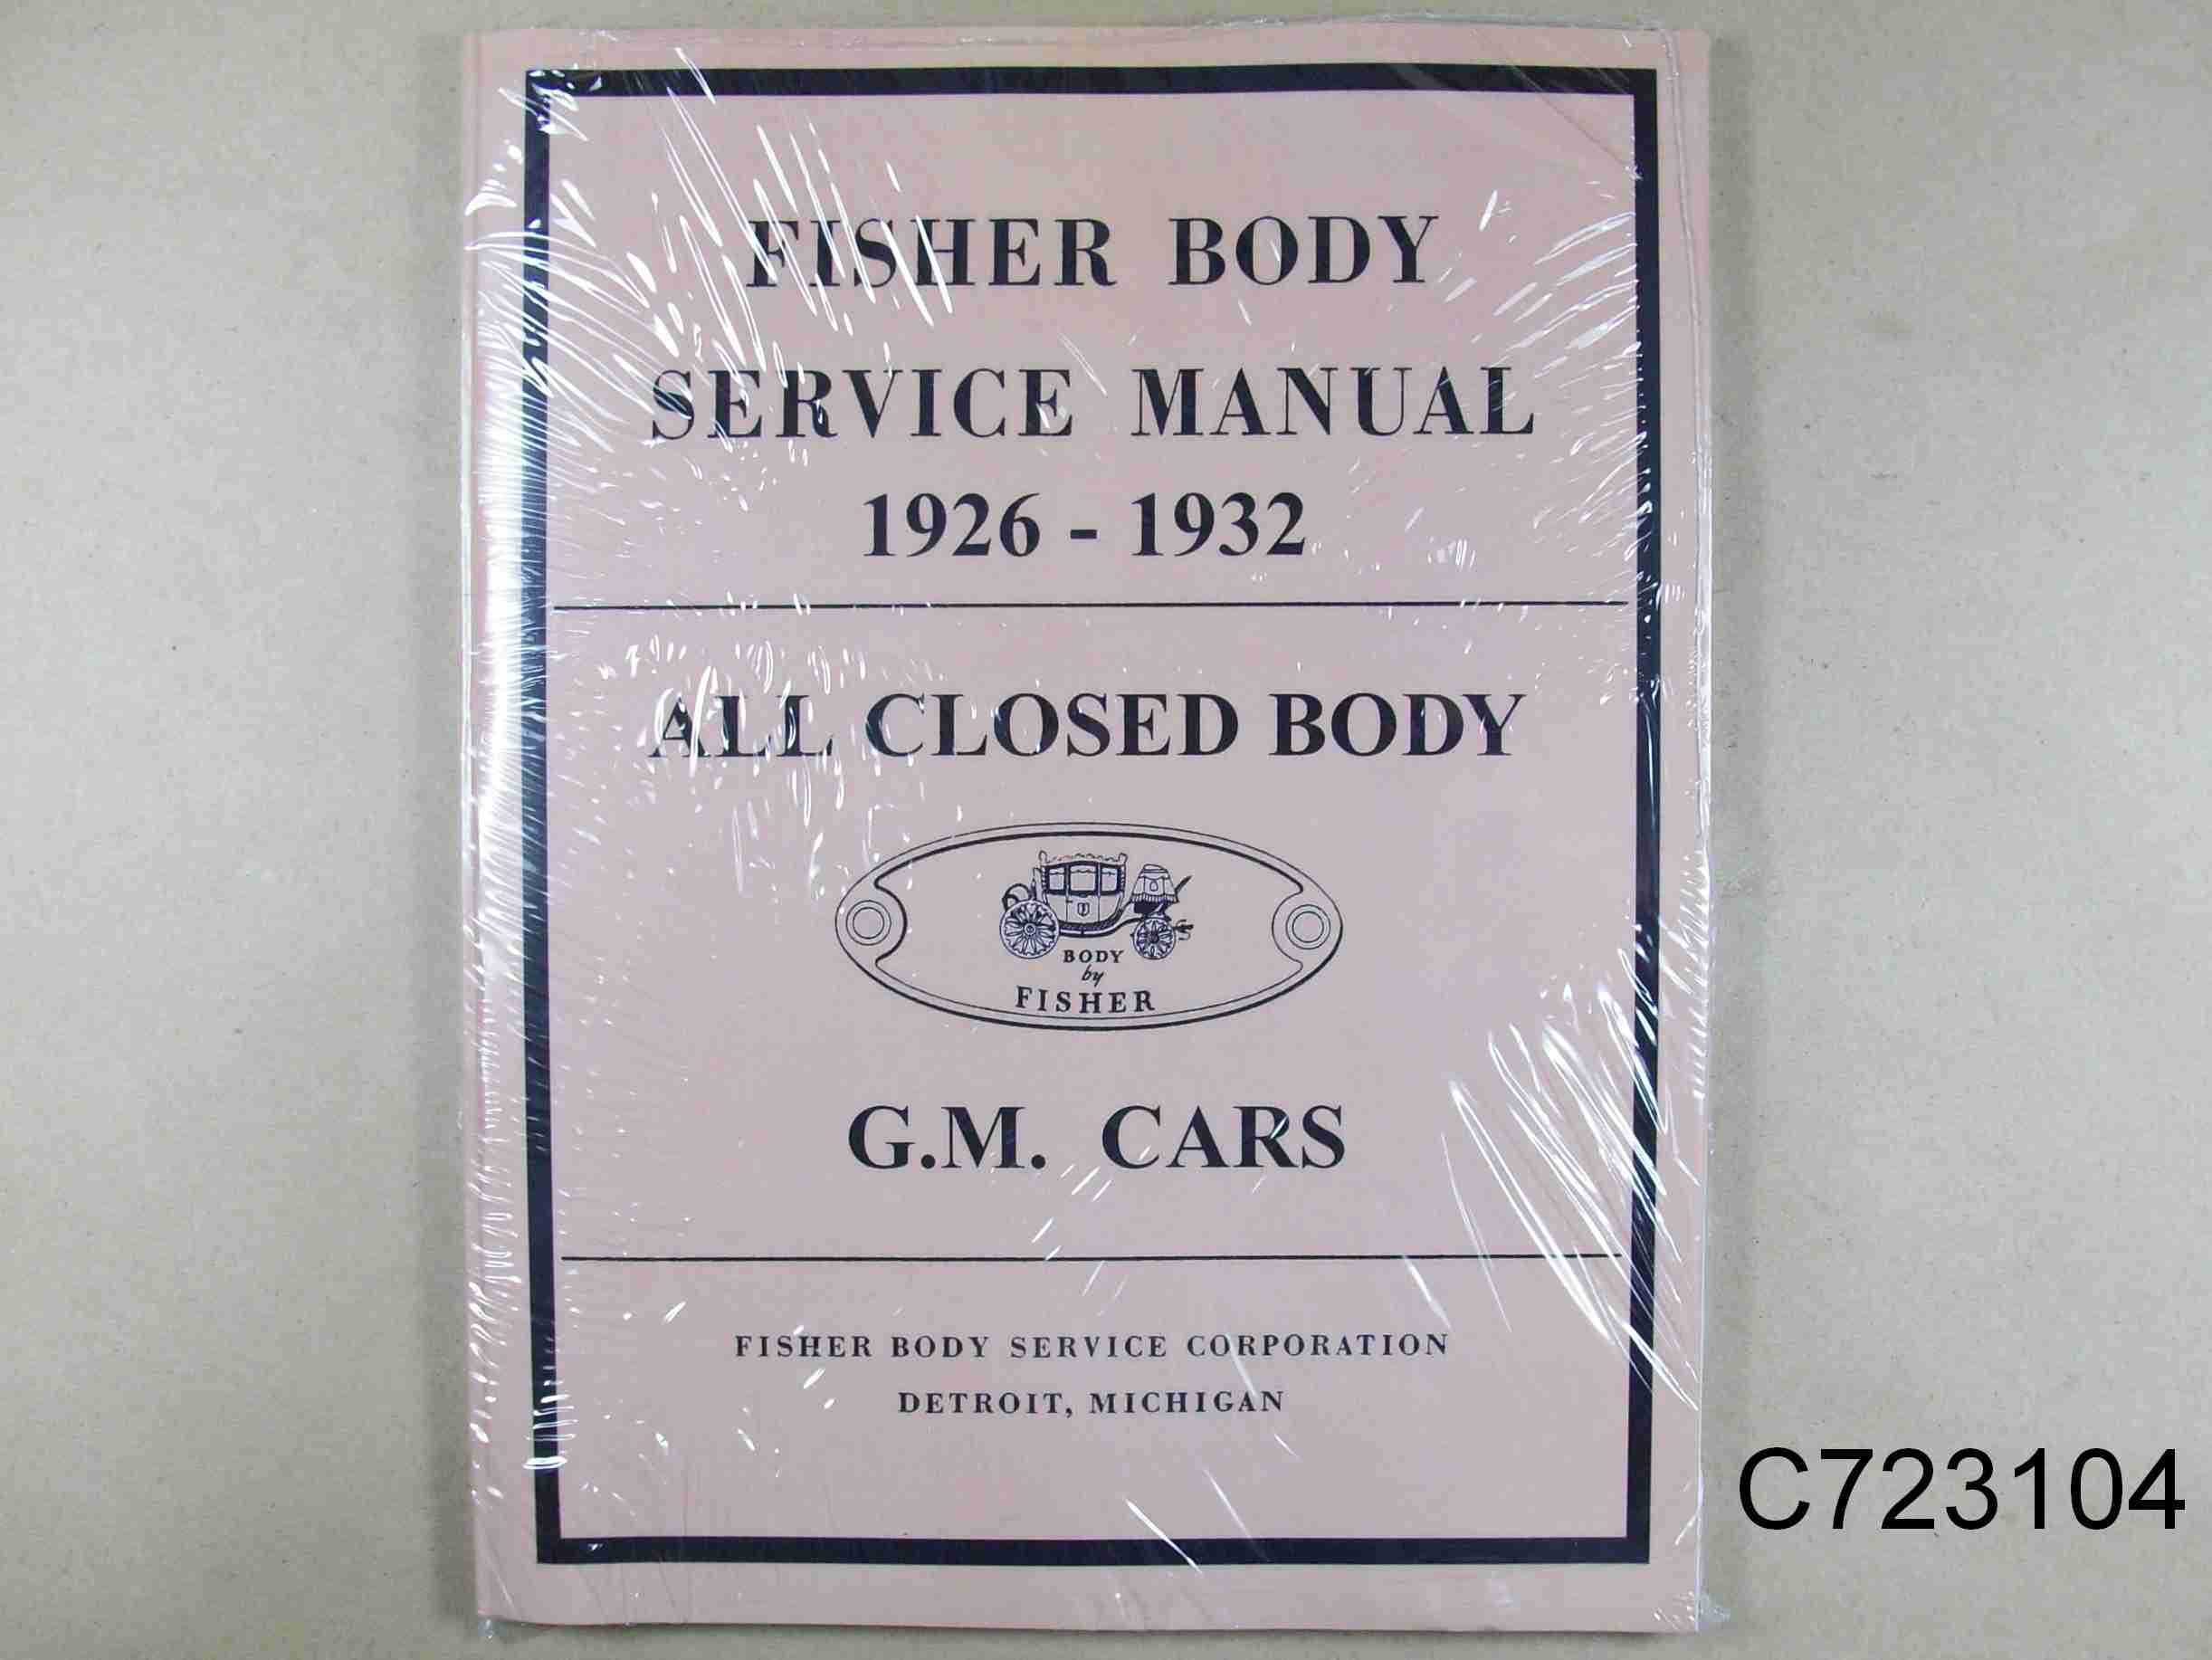 FISHER BODY
SERVICE MANUAL
1926 - 1932
ALL CLOSED BODY
BODY
by
FISHER
G.M. CARS
FISHER BODY SERVICE CORPORATION
DETROIT, MICHIGAN
C723104